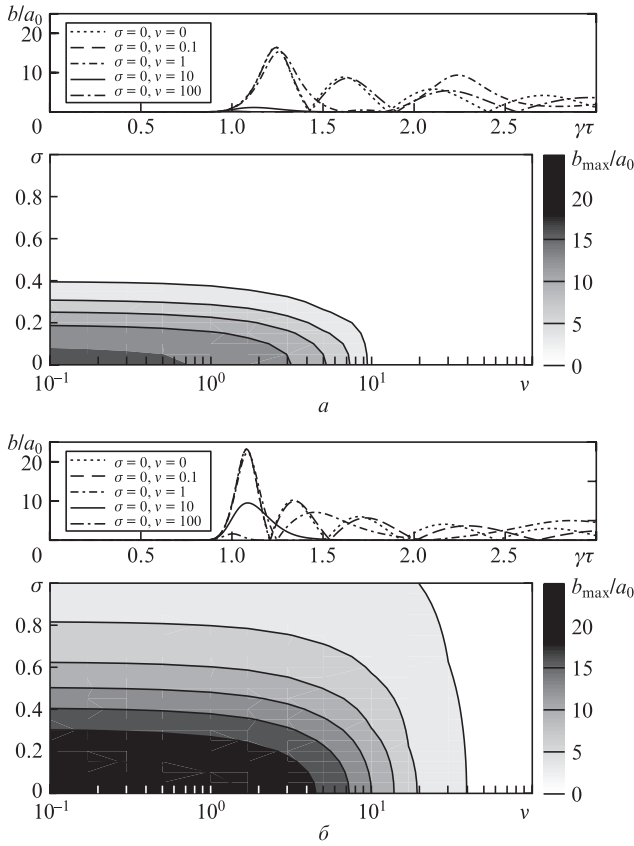 b/a₀
20
10
0
σ = 0, ν = 0
σ = 0, ν = 0.1
σ = 0, ν = 1
σ = 0, ν = 10
σ = 0, ν = 100
0.5 1.0 1.5 2.0 2.5 γτ
σ
0.8
0.6
0.4
0.2
0
10⁻¹ 10⁰ 10¹ ν
b_max/a₀
20
15
10
5
0
а
b/a₀
20
10
0
σ = 0, ν = 0
σ = 0, ν = 0.1
σ = 0, ν = 1
σ = 0, ν = 10
σ = 0, ν = 100
0.5 1.0 1.5 2.0 2.5 γτ
σ
0.8
0.6
0.4
0.2
0
10⁻¹ 10⁰ 10¹ ν
b_max/a₀
20
15
10
5
0
б